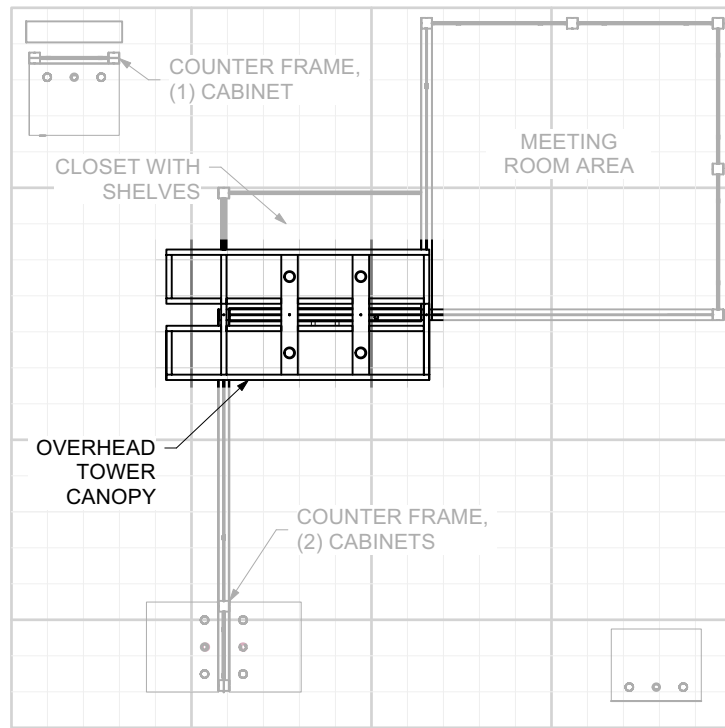 COUNTER FRAME,
(1) CABINET
MEETING
ROOM AREA
CLOSET WITH
SHELVES
OVERHEAD
TOWER
CANOPY
COUNTER FRAME,
(2) CABINETS